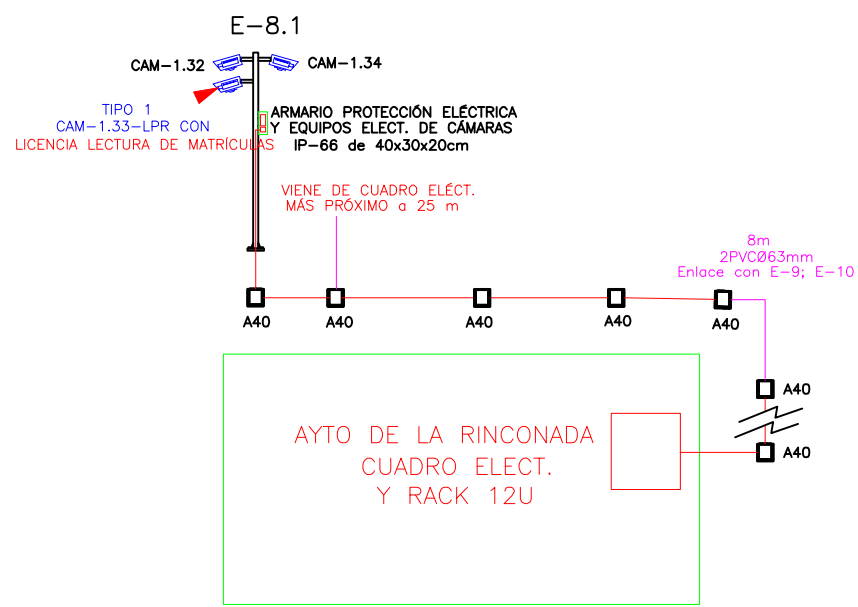 E-8.1
CAM-1.32
CAM-1.34
TIPO 1
CAM-1.33-LPR CON
LICENCIA LECTURA DE MATRÍCULAS
ARMARIO PROTECCIÓN ELÉCTRICA
Y EQUIPOS ELECT. DE CÁMARAS
IP-66 de 40x30x20cm
VIENE DE CUADRO ELÉCT.
MÁS PRÓXIMO a 25 m
8m
2PVCØ63mm
Enlace con E-9; E-10
A40
A40
A40
A40
A40
A40
A40
AYTO DE LA RINCONADA
CUADRO ELECT.
Y RACK 12U